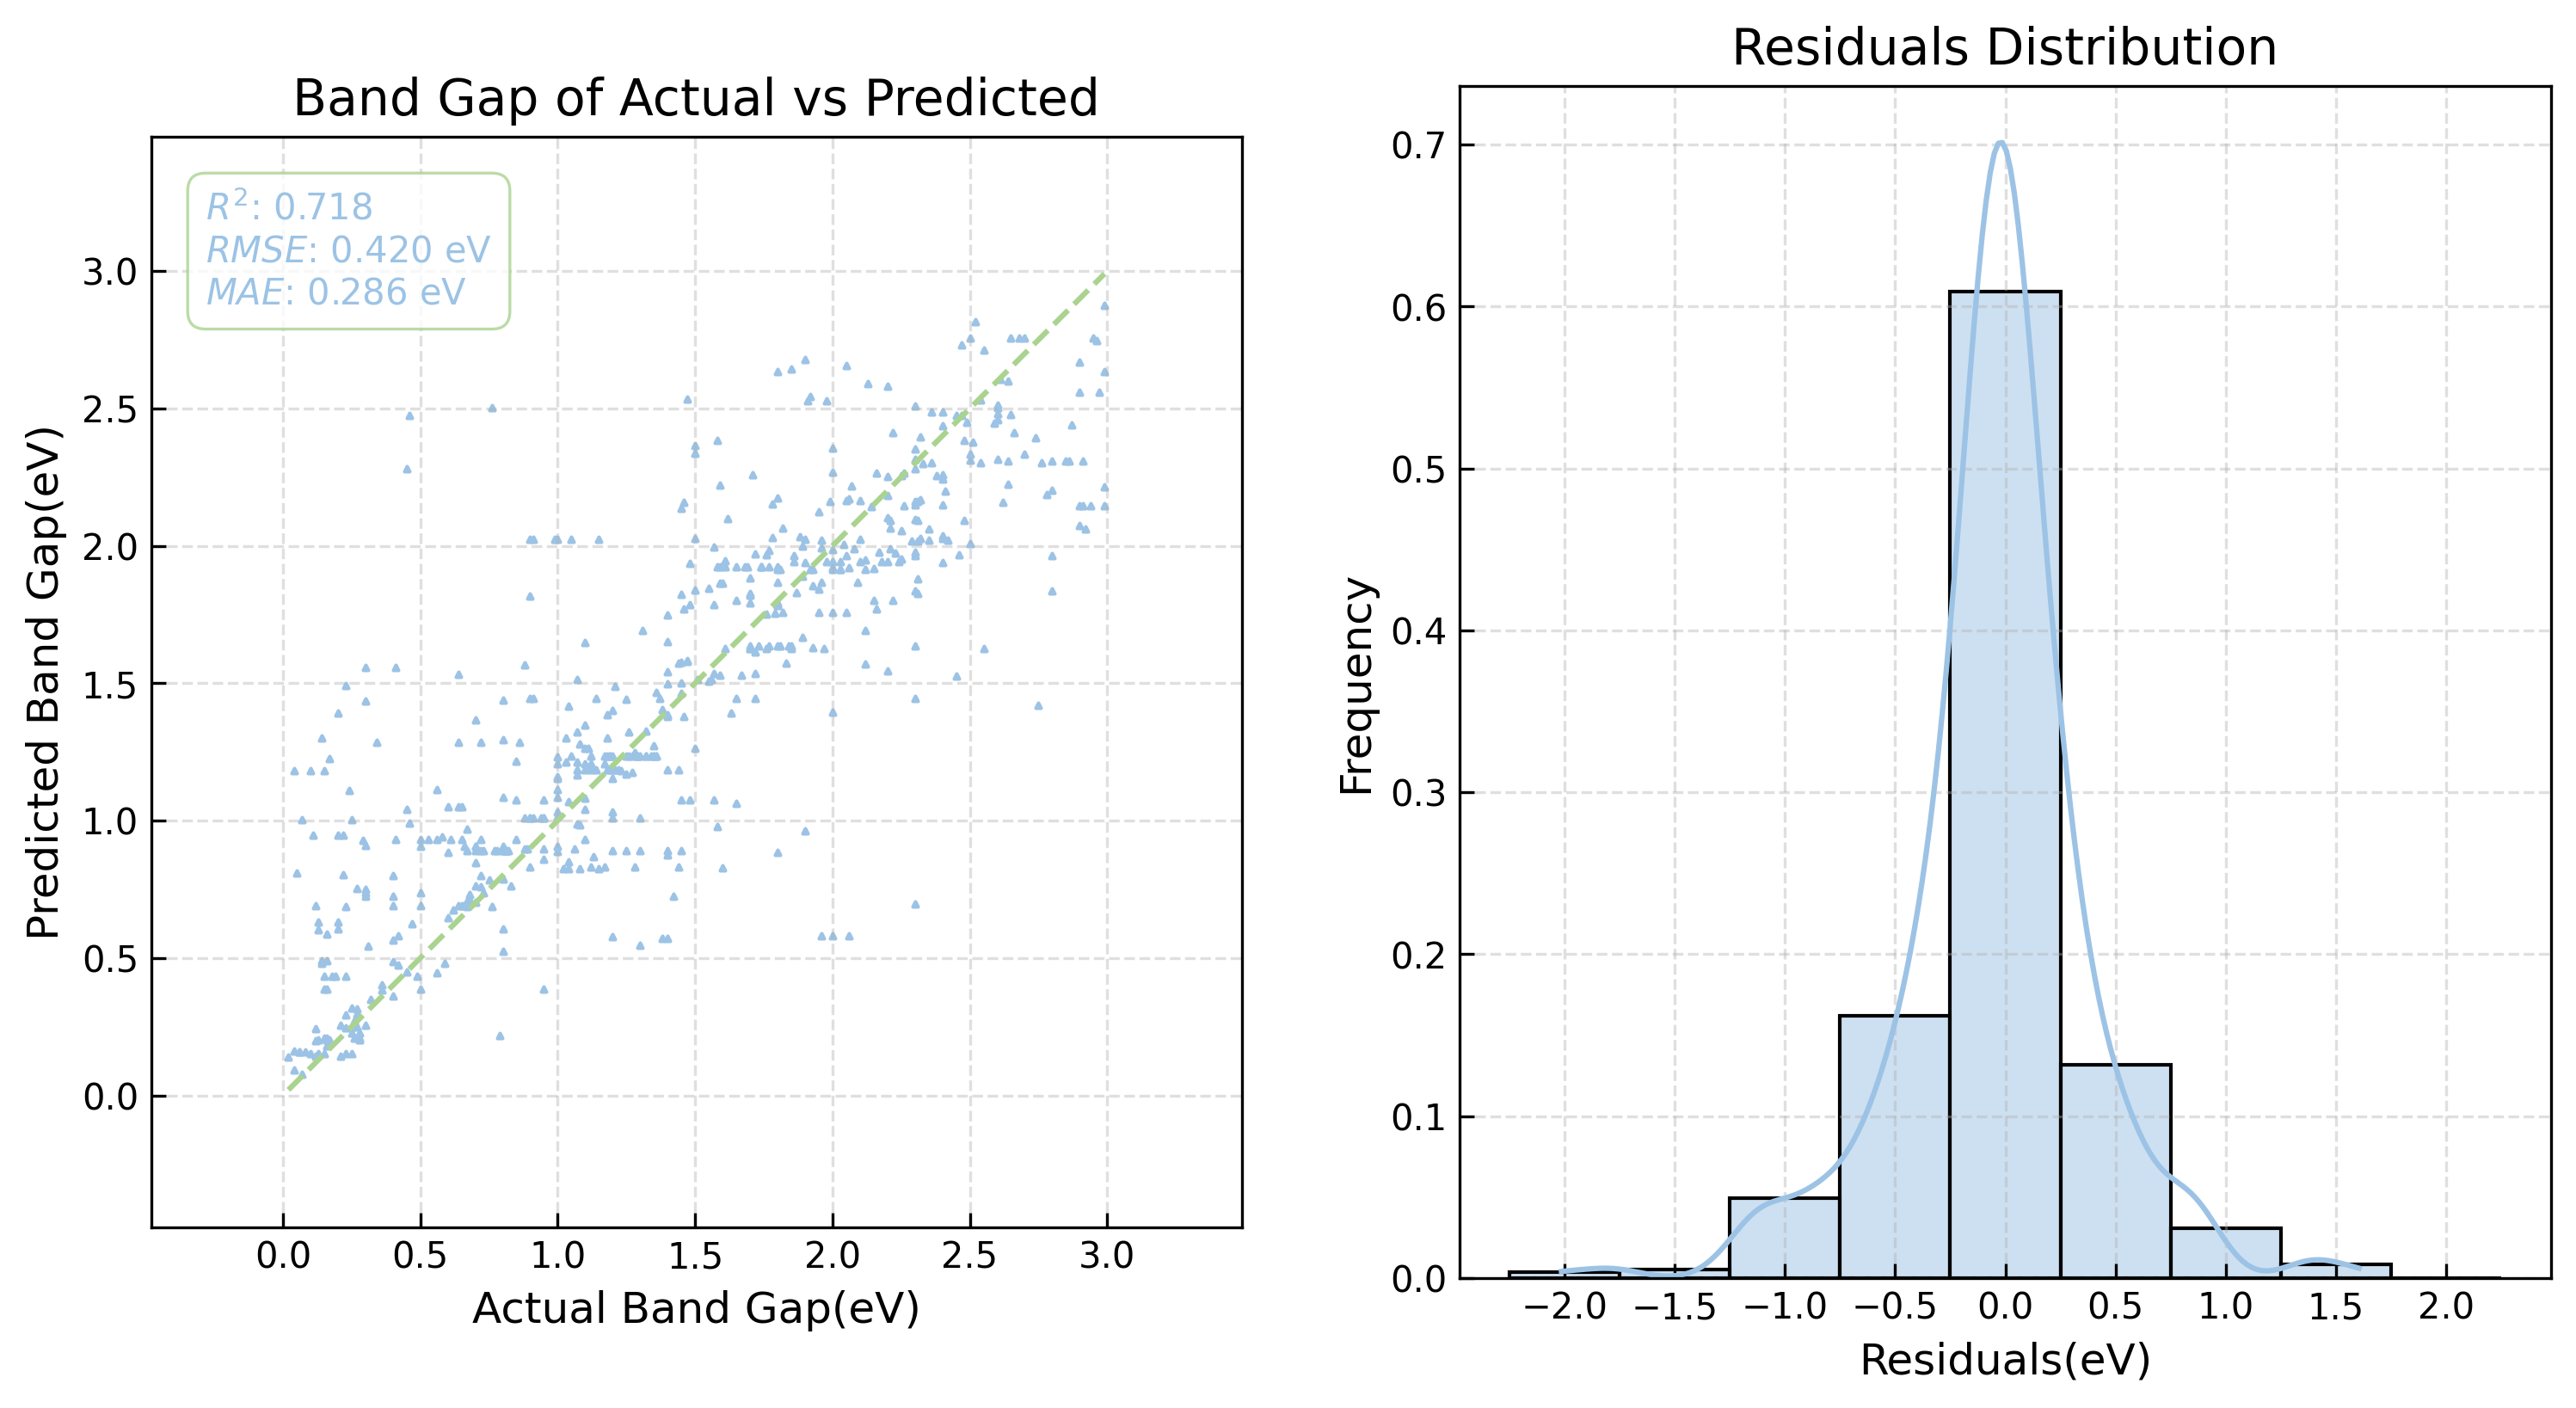 Band Gap of Actual vs Predicted
R²: 0.718
RMSE: 0.420 eV
MAE: 0.286 eV
Predicted Band Gap(eV)
3.0
2.5
2.0
1.5
1.0
0.5
0.0
0.0 0.5 1.0 1.5 2.0 2.5 3.0
Actual Band Gap(eV)
Residuals Distribution
Frequency
0.7
0.6
0.5
0.4
0.3
0.2
0.1
0.0
−2.0 −1.5 −1.0 −0.5 0.0 0.5 1.0 1.5 2.0
Residuals(eV)